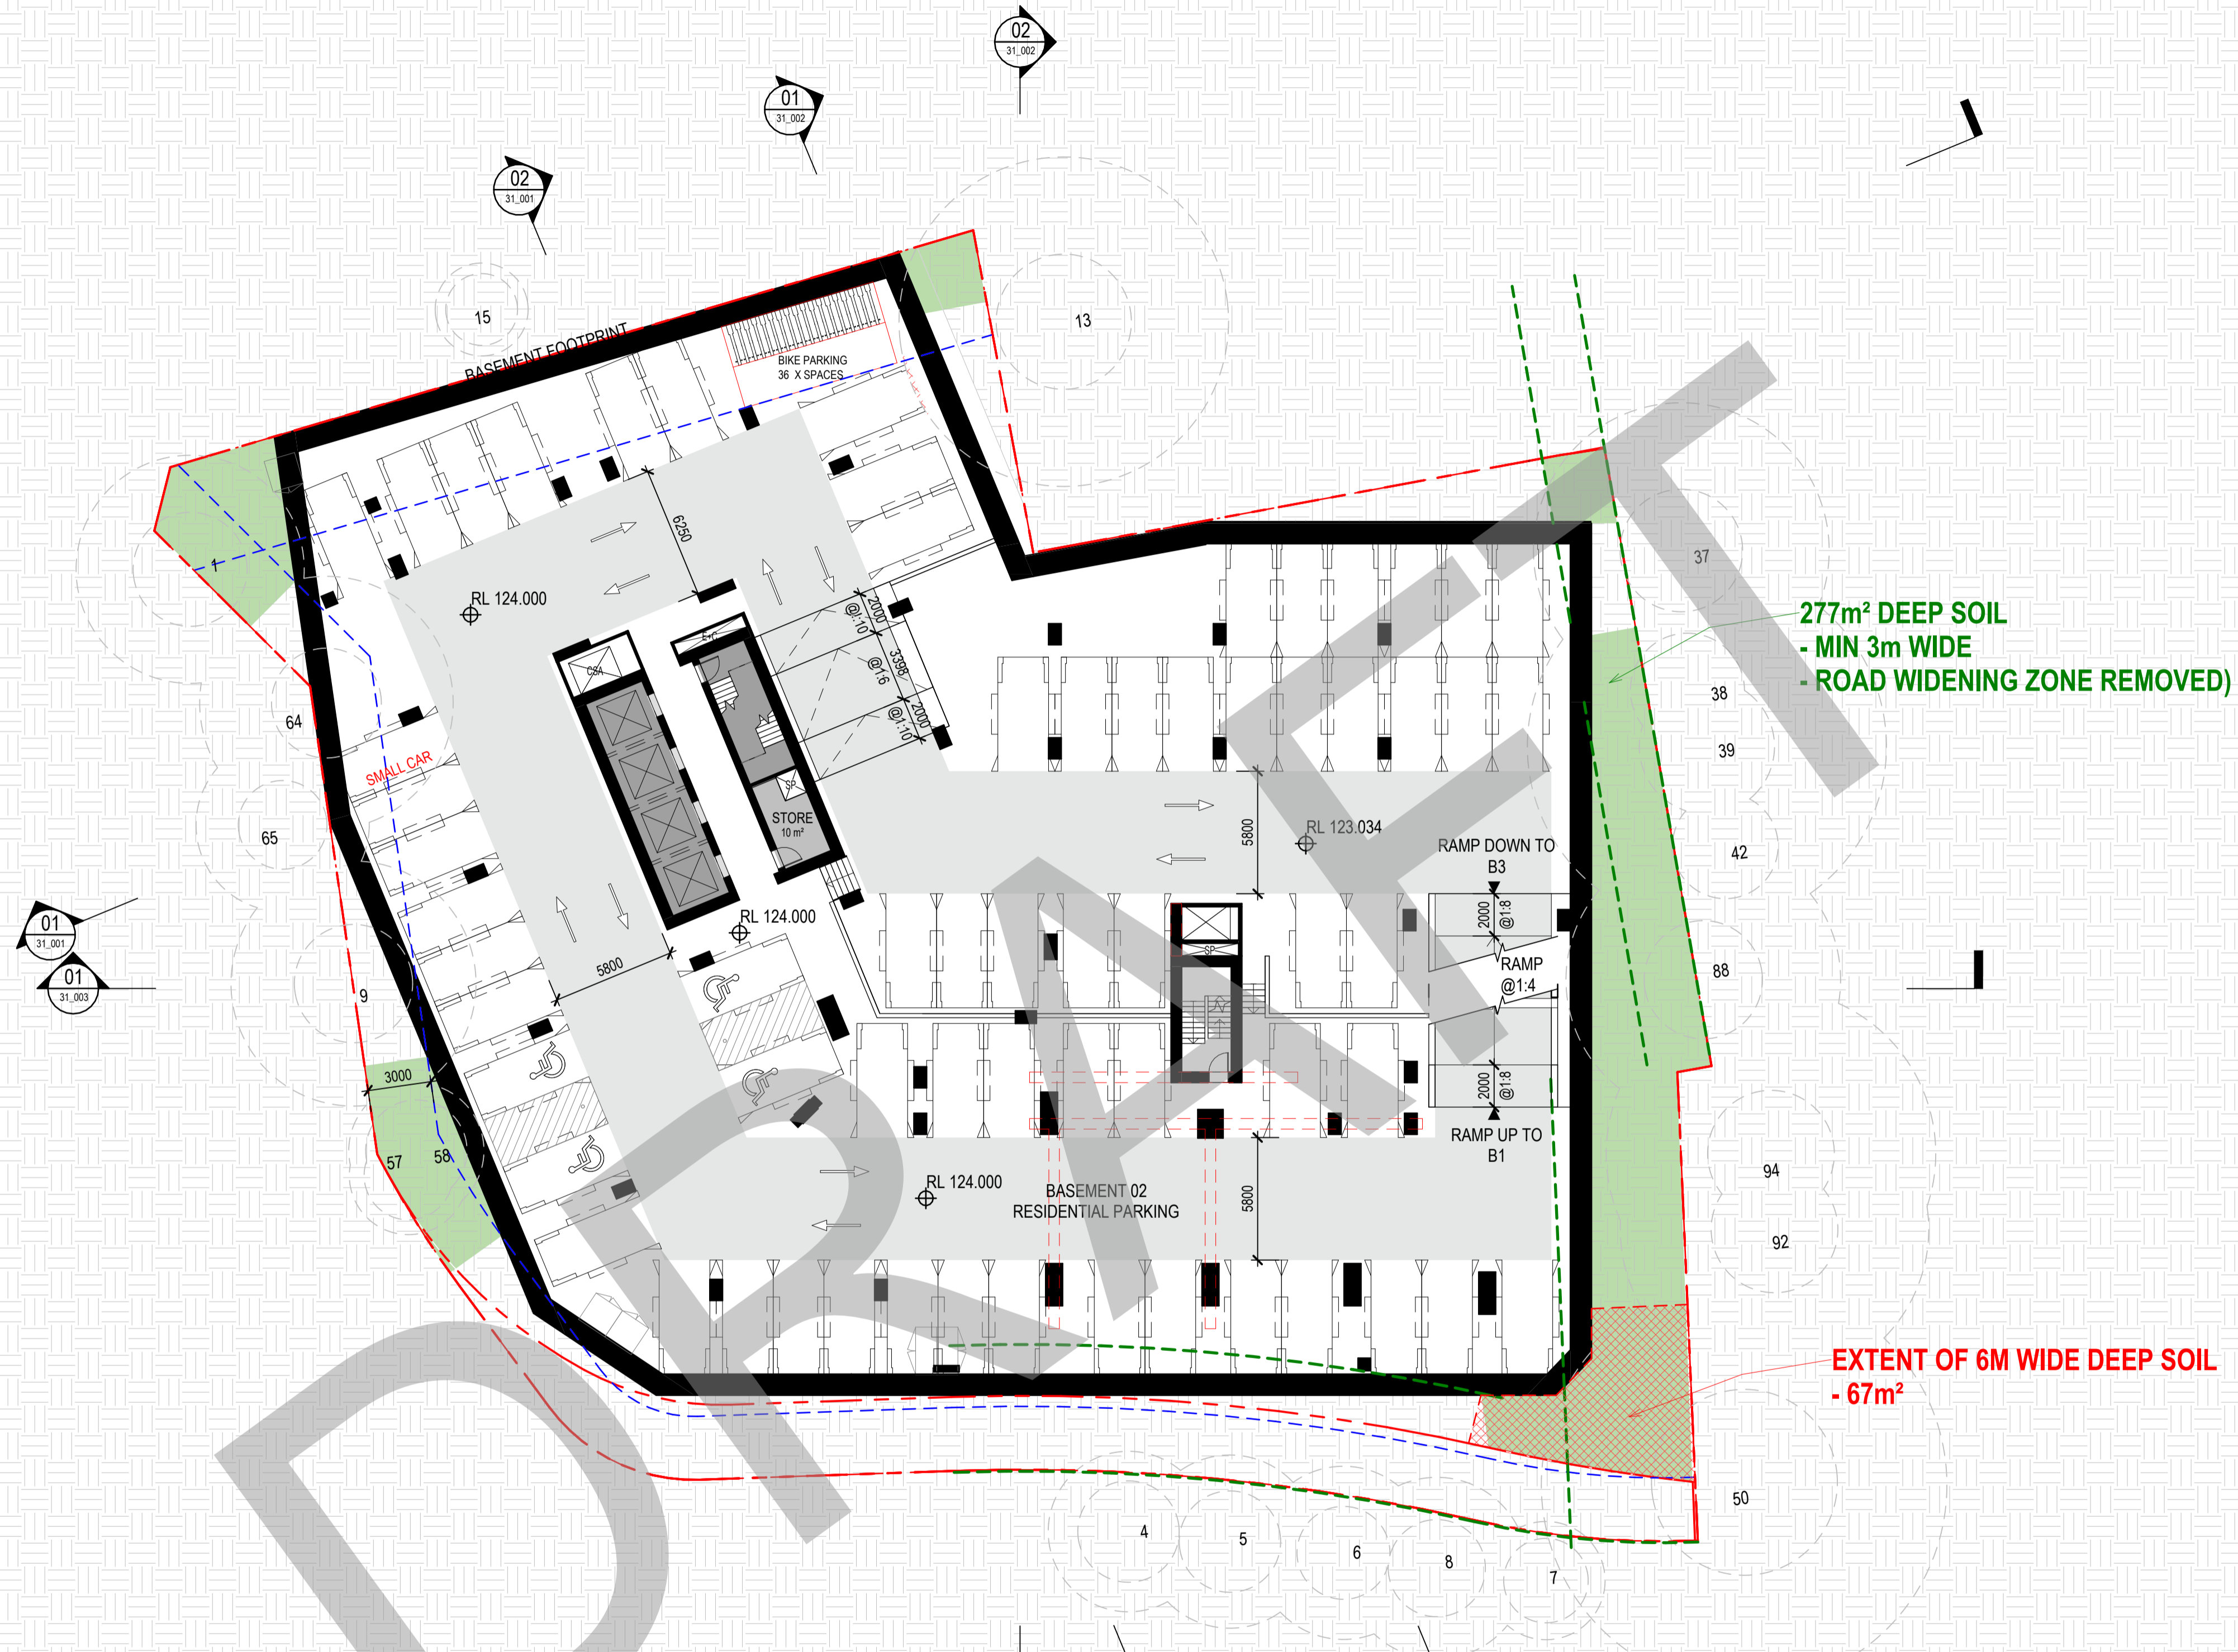 02
31_002
01
31_002
02
31_001
15
13
BASEMENT FOOTPRINT
BIKE PARKING
36 X SPACES
1
6250
RL 124.000
37
277m² DEEP SOIL
- MIN 3m WIDE
- ROAD WIDENING ZONE REMOVED)
2000
@1:10
3398
@1:6
2000
@1:10
CSA
SP
STORE
10 m²
64
SMALL CAR
65
38
39
42
5800
RL 123.034
RAMP DOWN TO
B3
2000
@1:8
RAMP
@1:4
2000
@1:8
RAMP UP TO
B1
01
31_001
01
31_003
RL 124.000
5800
SP
88
9
3000
57
58
RL 124.000
BASEMENT 02
RESIDENTIAL PARKING
5800
94
92
EXTENT OF 6M WIDE DEEP SOIL
- 67m²
50
4
5
6
8
7
DRAFT